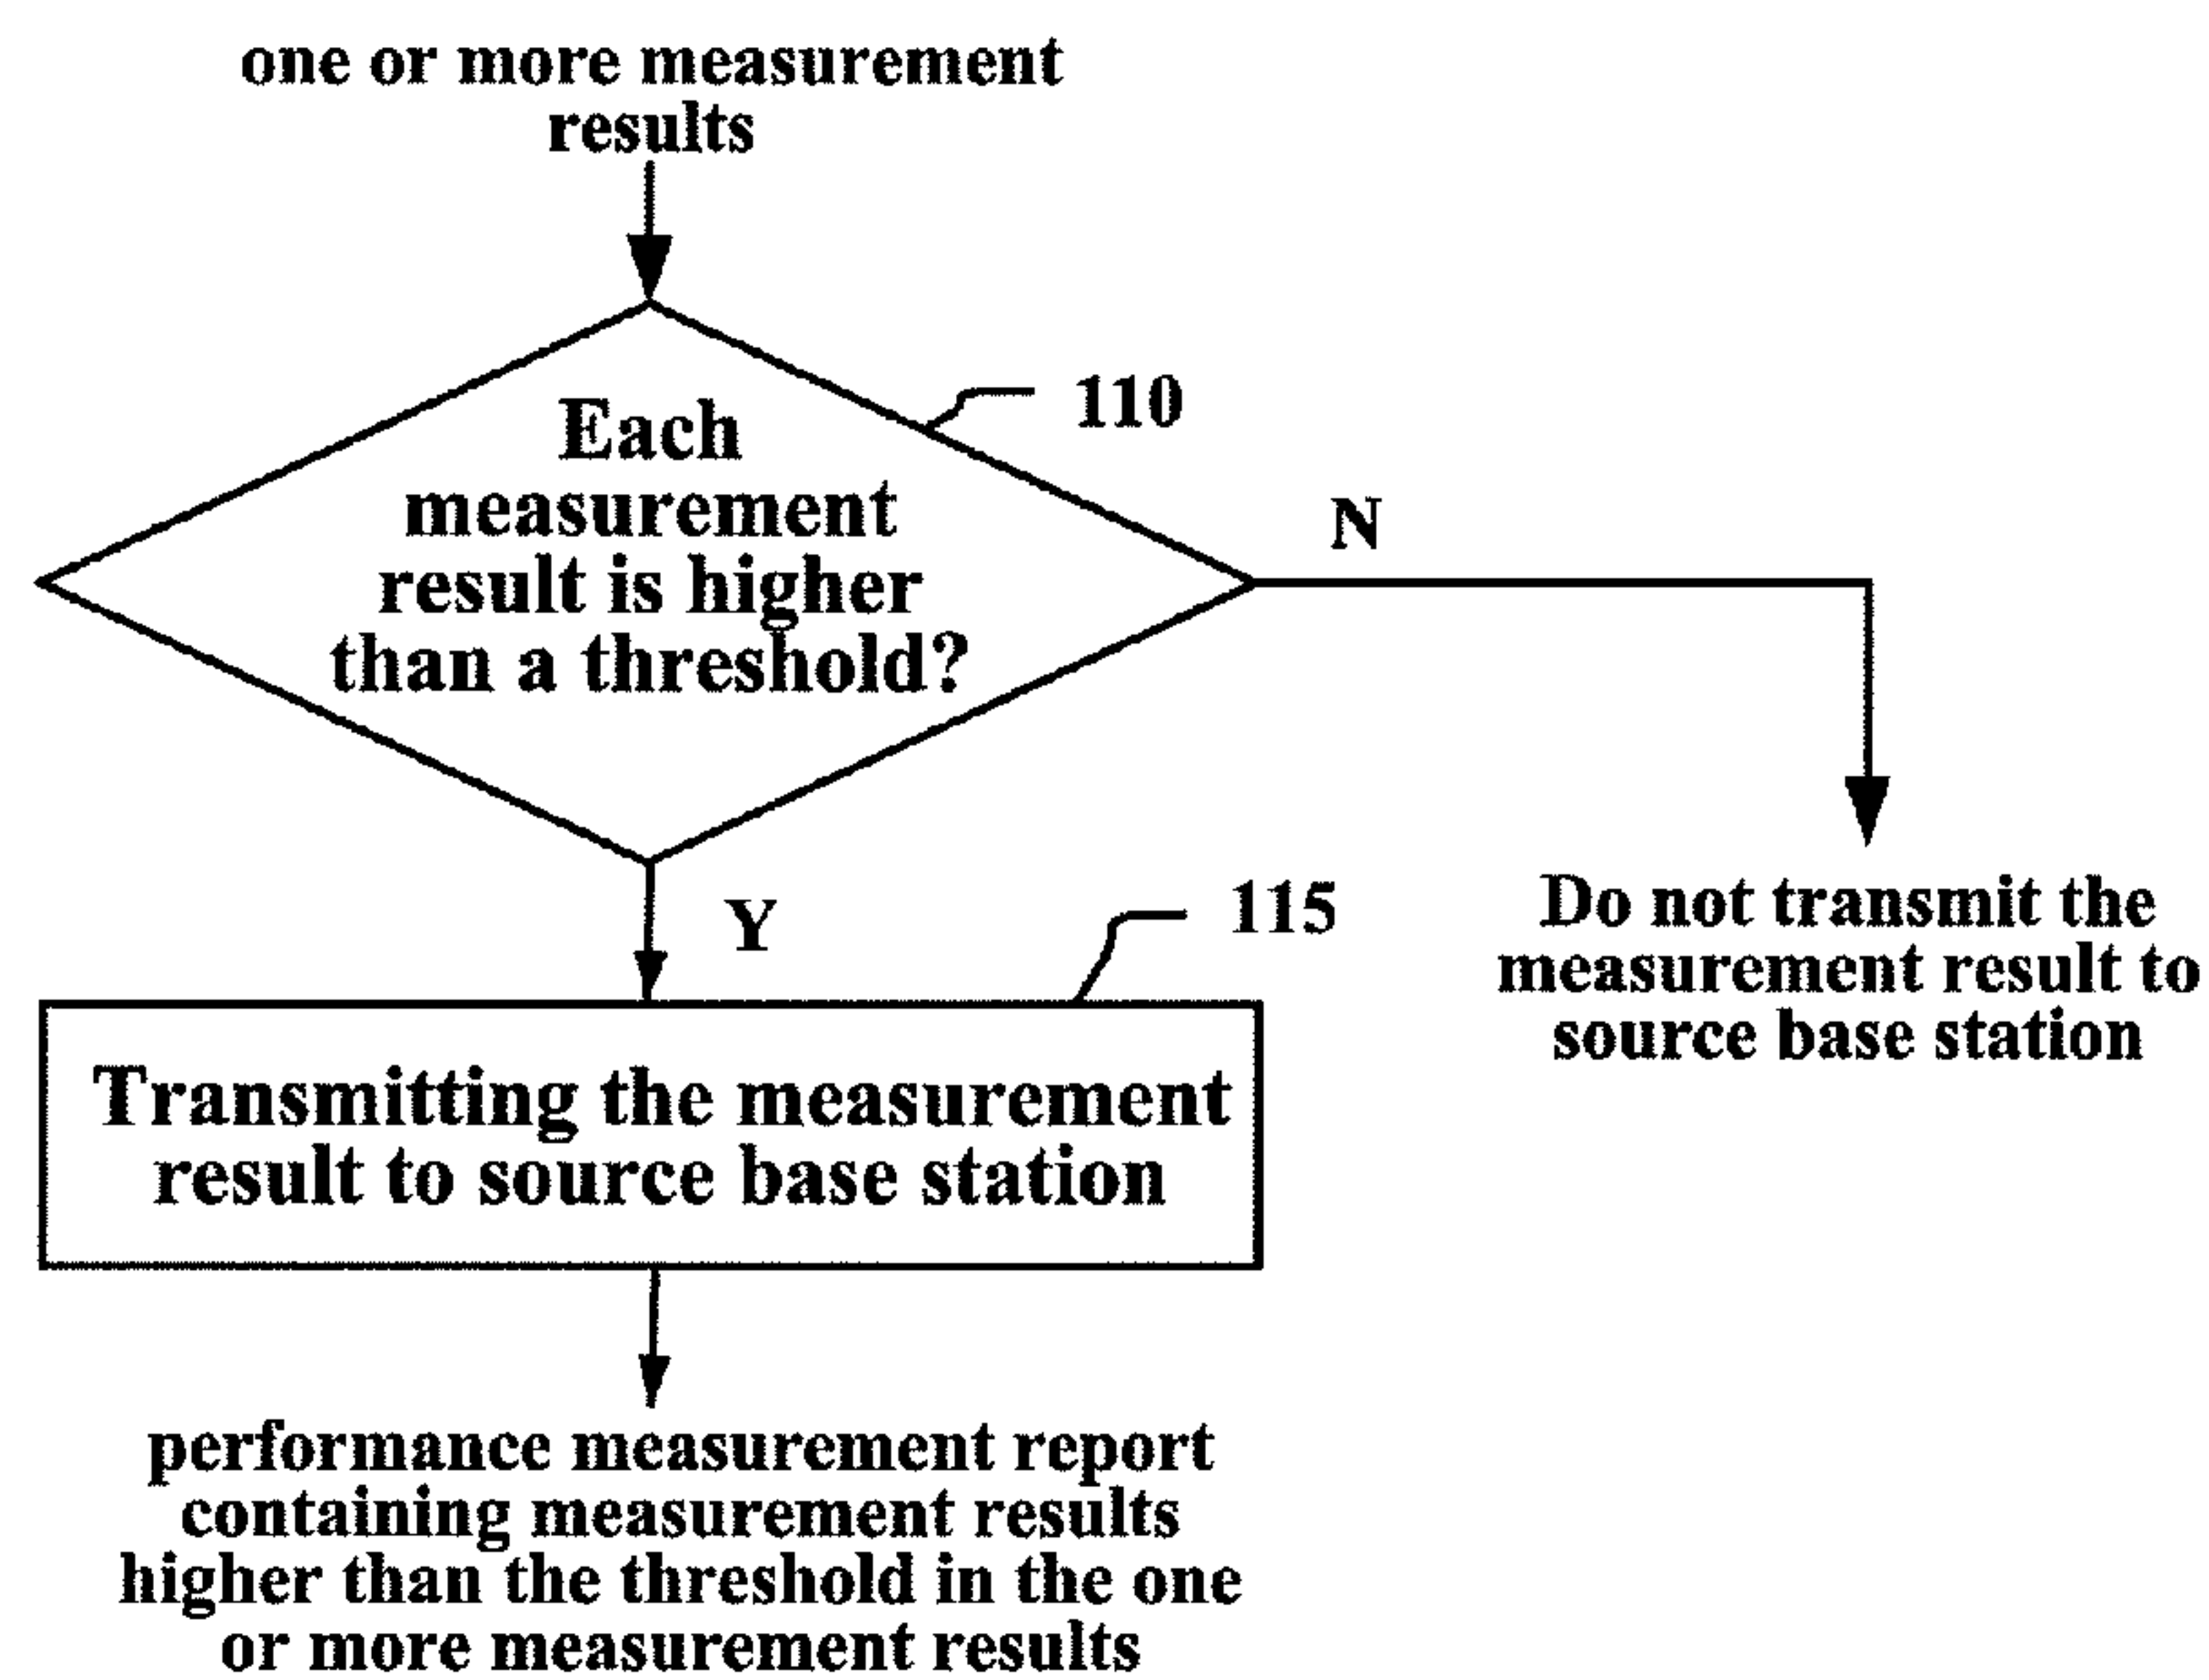 one or more measurement
results
110
Each
measurement
result is higher
than a threshold?
N
Y
115
Do not transmit the
measurement result to
source base station
Transmitting the measurement
result to source base station
performance measurement report
containing measurement results
higher than the threshold in the one
or more measurement results